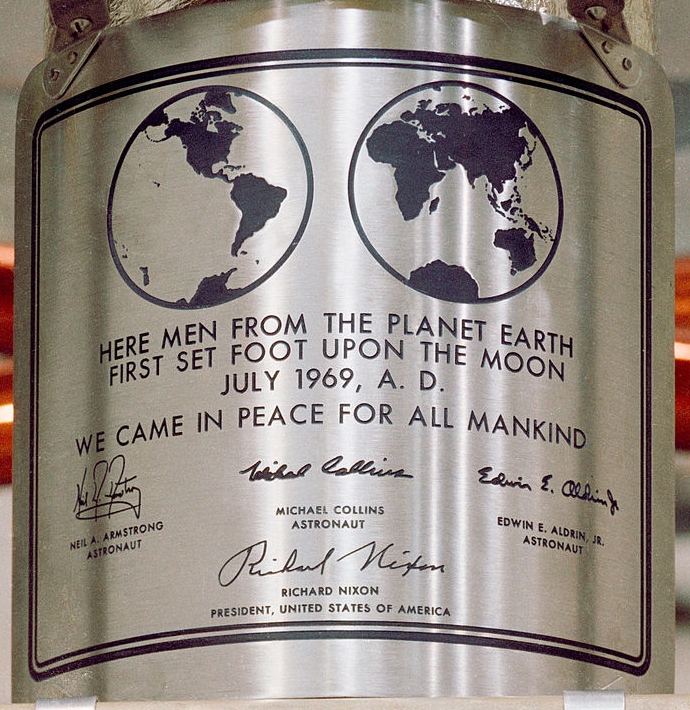 HERE MEN FROM THE PLANET EARTH
FIRST SET FOOT UPON THE MOON
JULY 1969, A. D.
WE CAME IN PEACE FOR ALL MANKIND
Neil A. Armstrong
Michael Collins
Edwin E. Aldrin Jr
NEIL A. ARMSTRONG
ASTRONAUT
MICHAEL COLLINS
ASTRONAUT
EDWIN E. ALDRIN, JR.
ASTRONAUT
Richard Nixon
RICHARD NIXON
PRESIDENT, UNITED STATES OF AMERICA